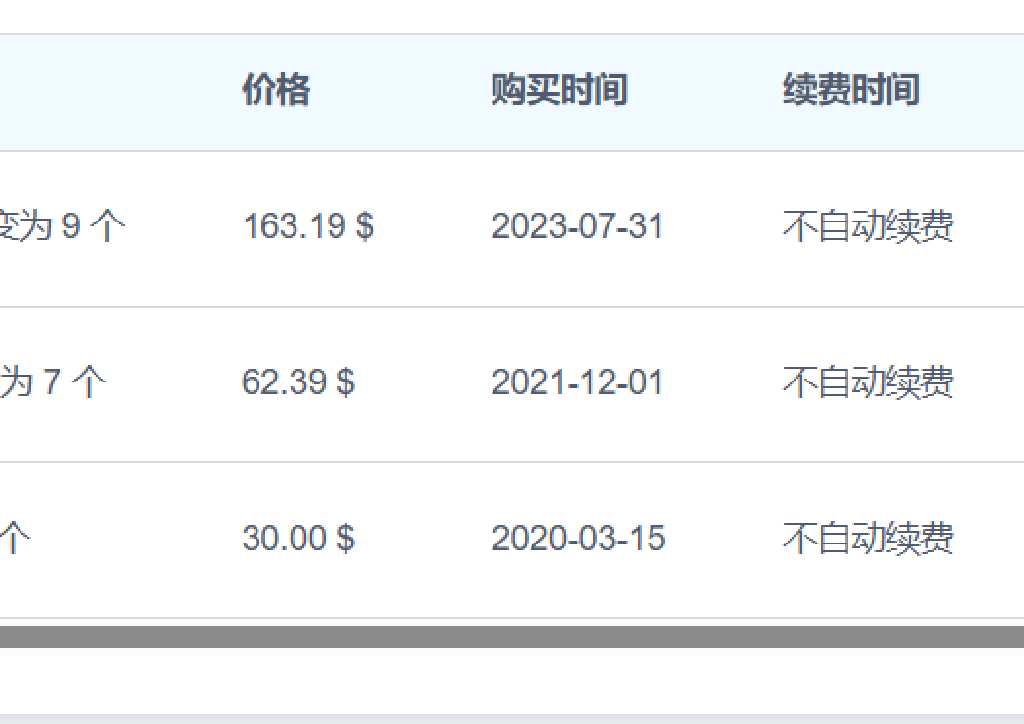 价格 购买时间 续费时间
变为 9 个 163.19 $ 2023-07-31 不自动续费
为 7 个 62.39 $ 2021-12-01 不自动续费
个 30.00 $ 2020-03-15 不自动续费